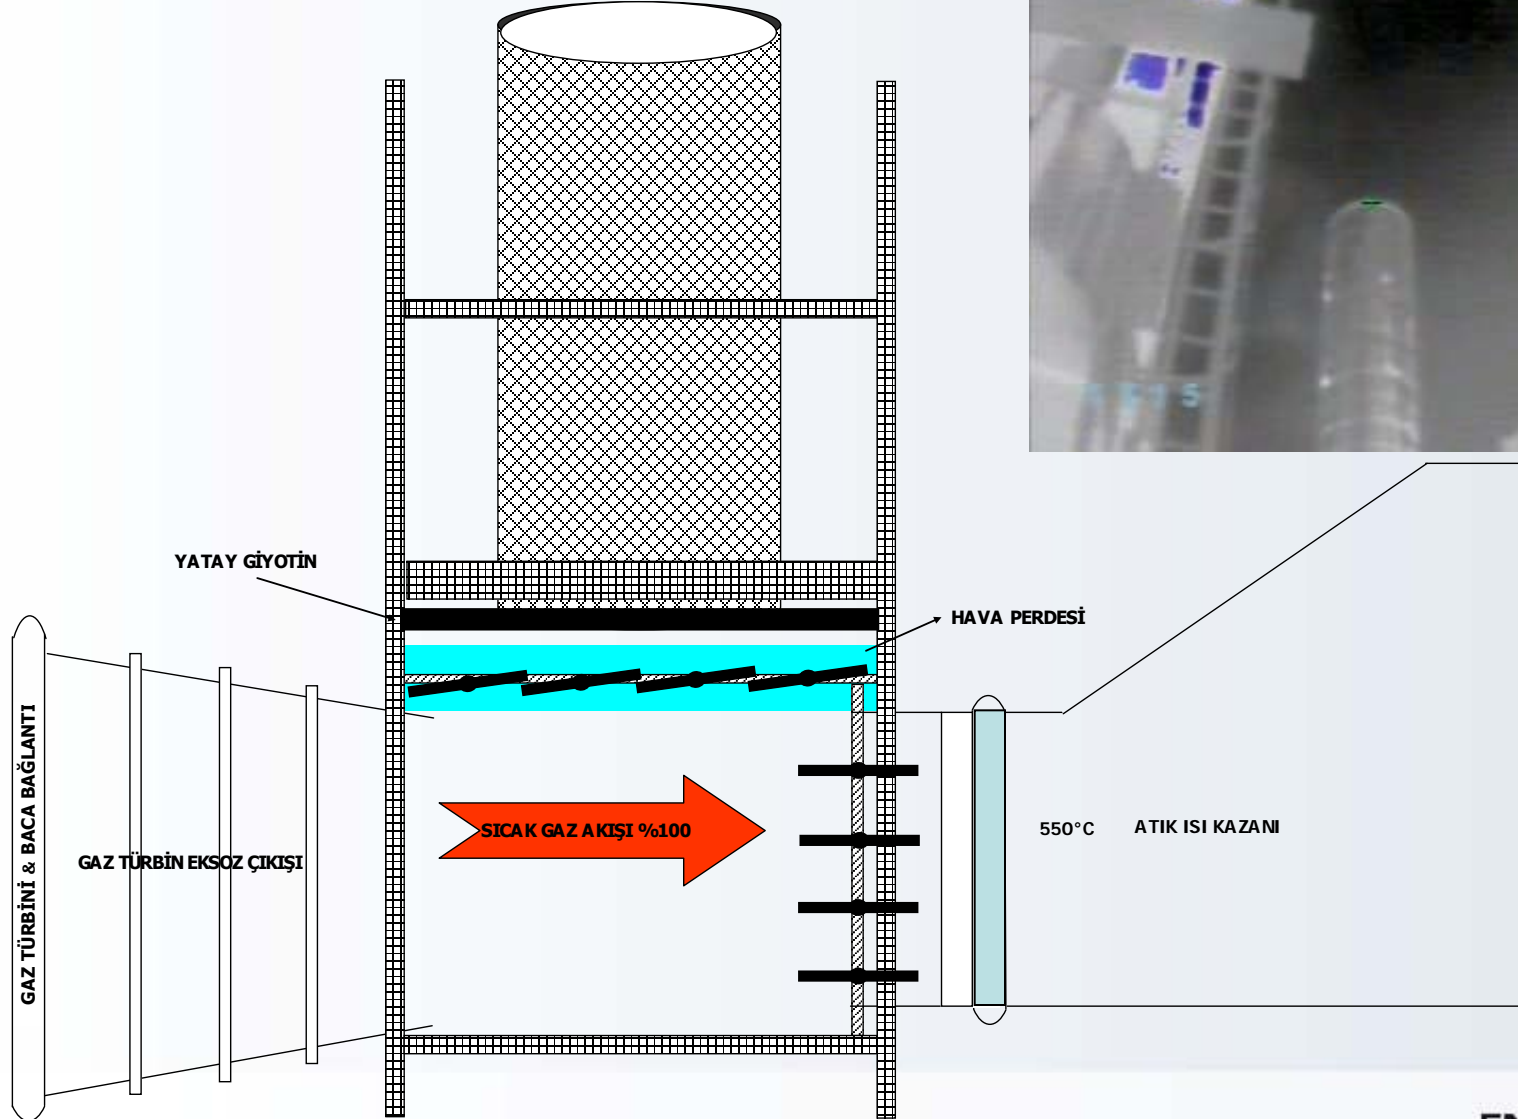 YATAY GİYOTİN
HAVA PERDESİ
GAZ TÜRBİNİ & BACA BAĞLANTI
GAZ TÜRBİN EKSOZ ÇIKIŞI
SICAK GAZ AKIŞI %100
550°C
ATIK ISI KAZANI